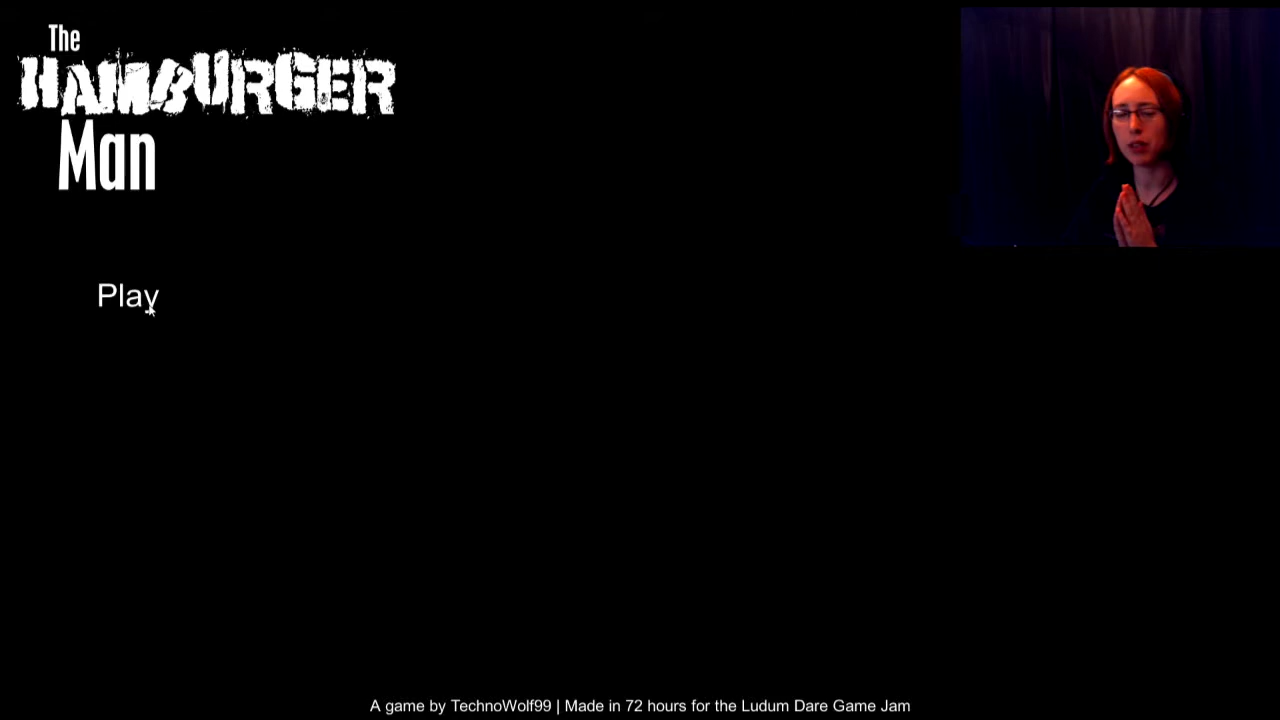 The
HAMBURGER
Man
Play
A game by TechnoWolf99 | Made in 72 hours for the Ludum Dare Game Jam